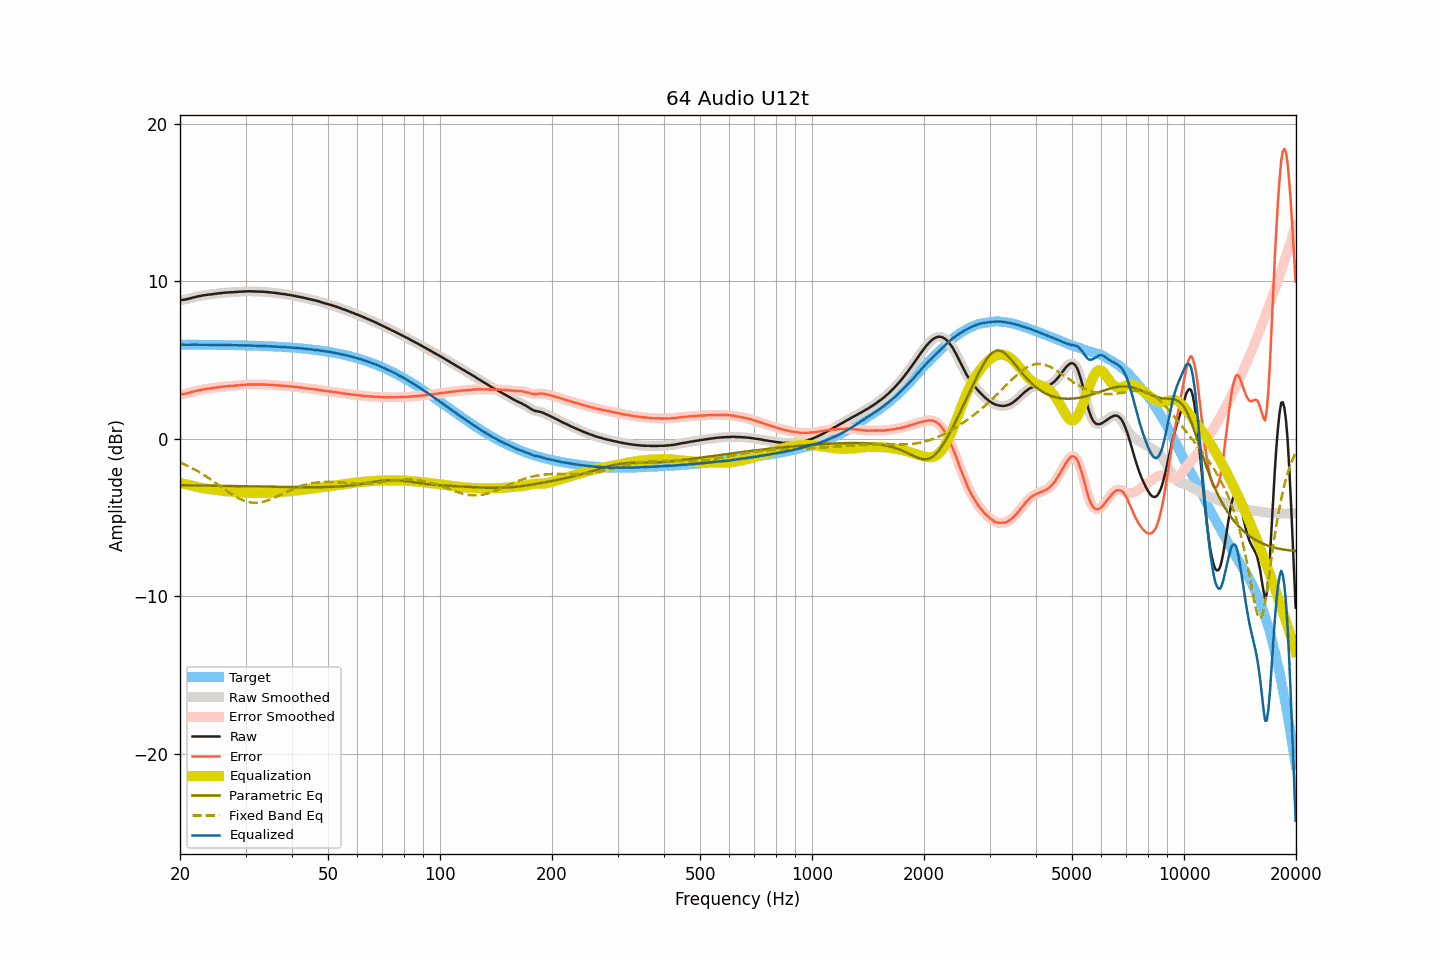 64 Audio U12t
20
10
0
−10
−20
Amplitude (dBr)
Target
Raw Smoothed
Error Smoothed
Raw
Error
Equalization
Parametric Eq
Fixed Band Eq
Equalized
20 50 100 200 500 1000 2000 5000 10000 20000
Frequency (Hz)